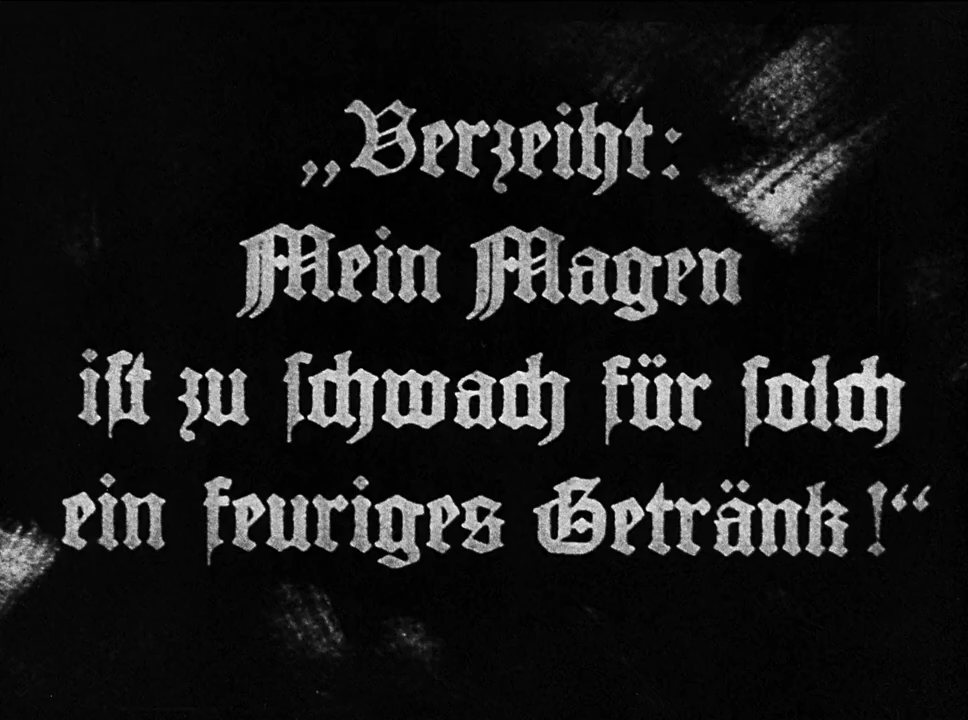 „Verzeiht:
Mein Magen
iſt zu ſchwach für ſolch
ein feuriges Getränk!“